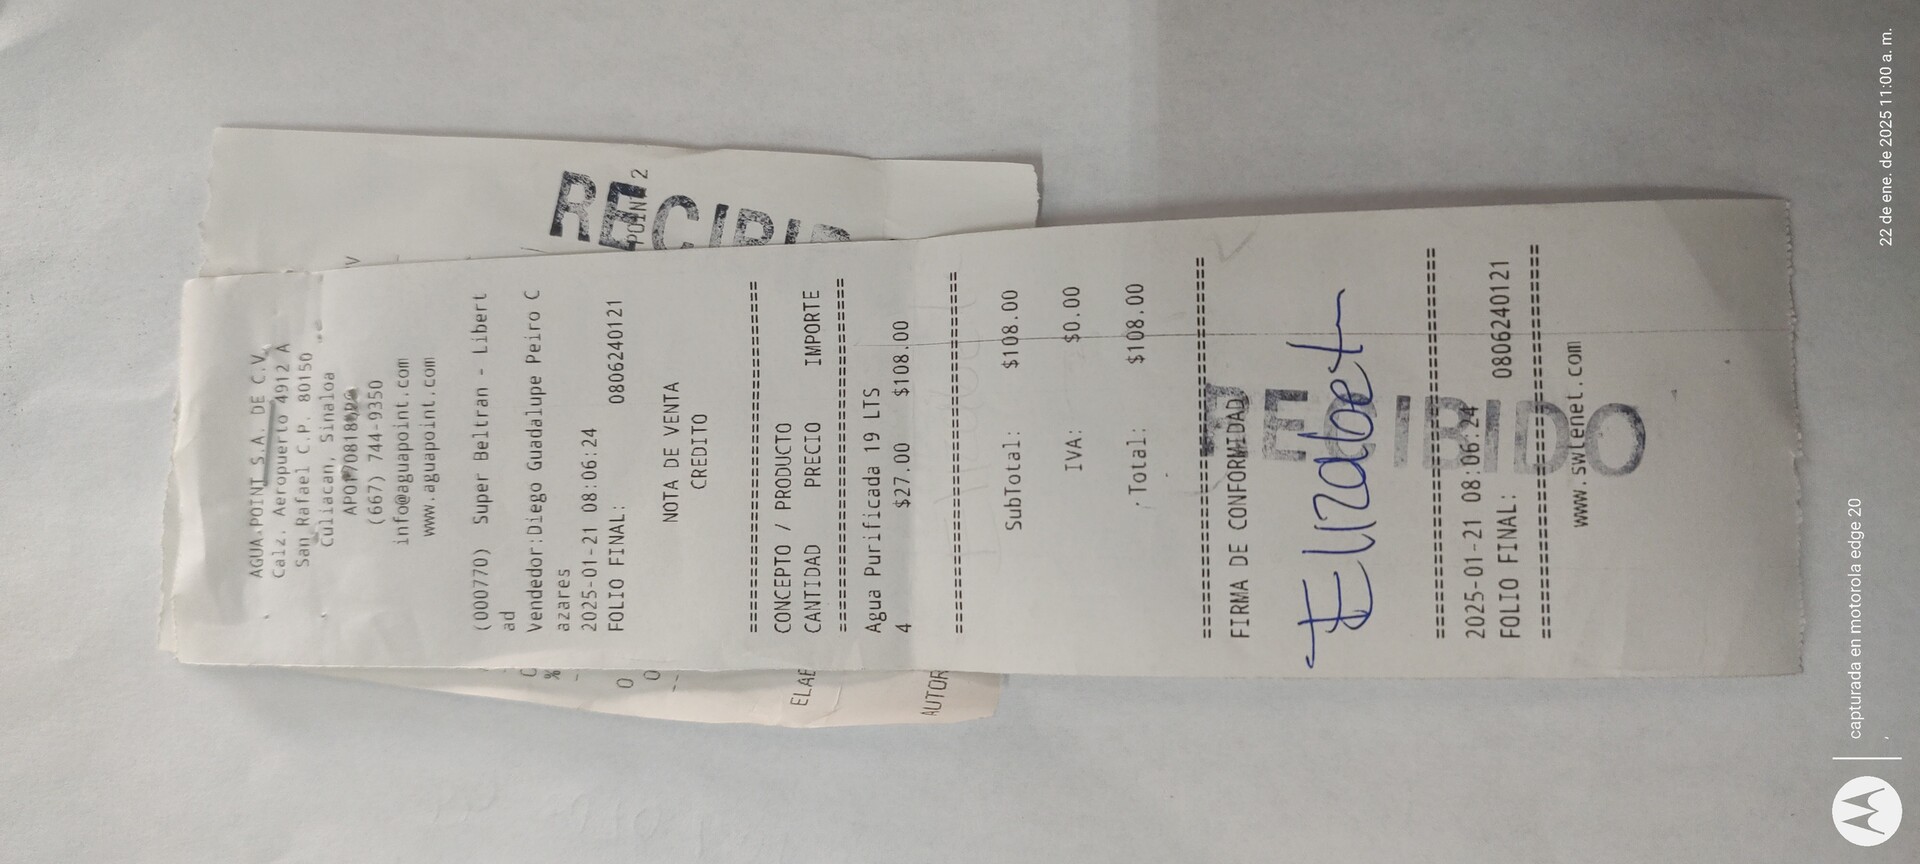 AGUA POINT S.A. DE C.V.
Calz. Aeropuerto 4912 A
San Rafael C.P. 80150
Culiacan, Sinaloa
(667) 744-9350
info@aguapoint.com
www.aguapoint.com
(000770) Super Beltran - Libert
ad
Vendedor:Diego Guadalupe Peiro C
azares
2025-01-21 08:06:24
FOLIO FINAL: 0806240121
NOTA DE VENTA
CREDITO
================================
CONCEPTO / PRODUCTO
CANTIDAD PRECIO IMPORTE
================================
Agua Purificada 19 LTS
4 $27.00 $108.00
================================
SubTotal: $108.00
IVA: $0.00
Total: $108.00
================================
FIRMA DE CONFORMIDAD
Elizabet
RECIBIDO
================================
2025-01-21 08:06:24
FOLIO FINAL: 0806240121
================================
www.swtenet.com
RECIBID
POINT 2
ELAB
AUTOR
capturada en motorola edge 20
22 de ene. de 2025 11:00 a. m.